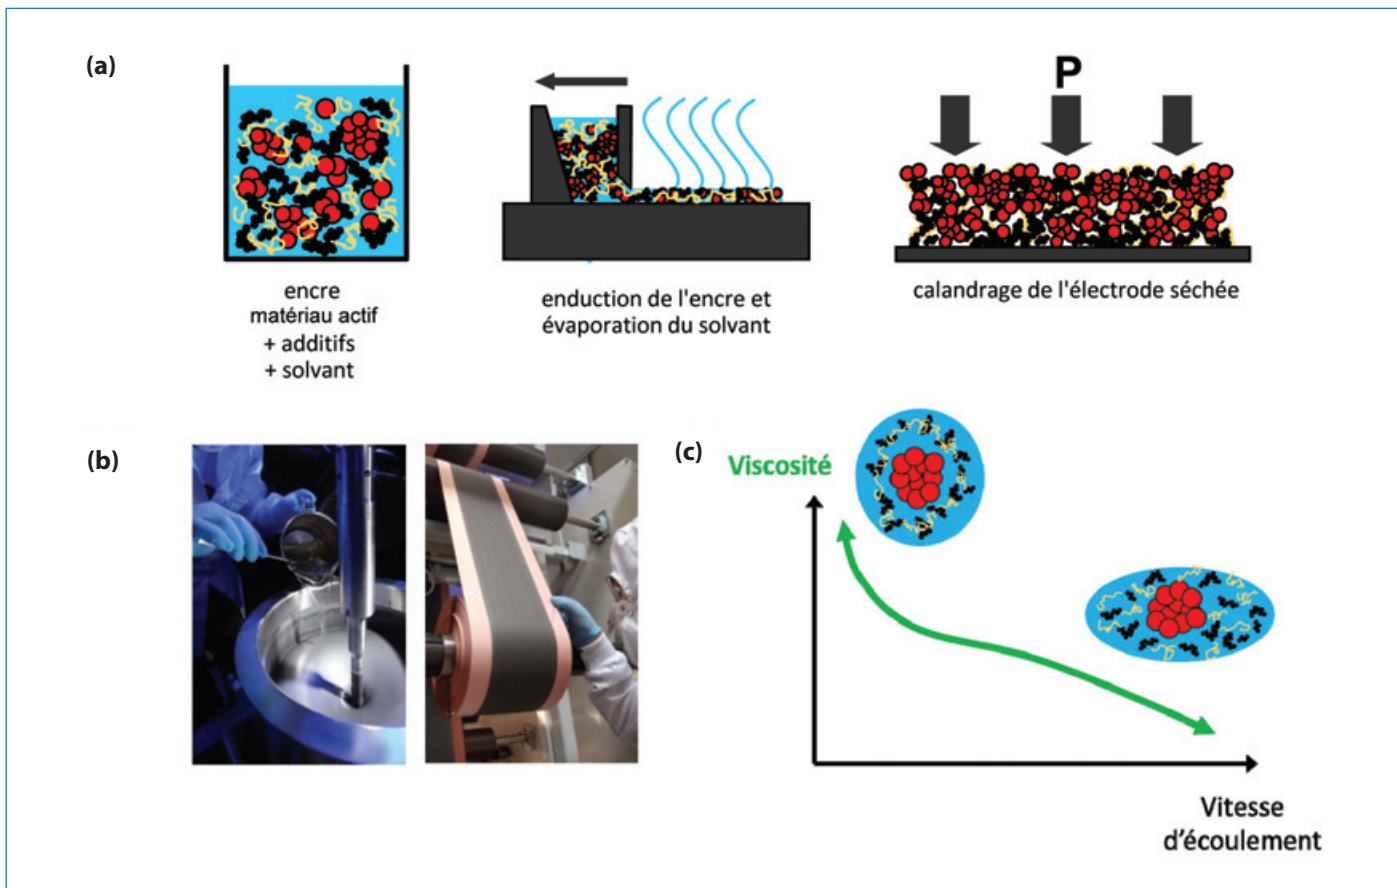 (a)
P
encre
matériau actif
+ additifs
+ solvant
enduction de l'encre et
évaporation du solvant
calandrage de l'électrode séchée
(b)
(c)
Viscosité
Vitesse
d'écoulement